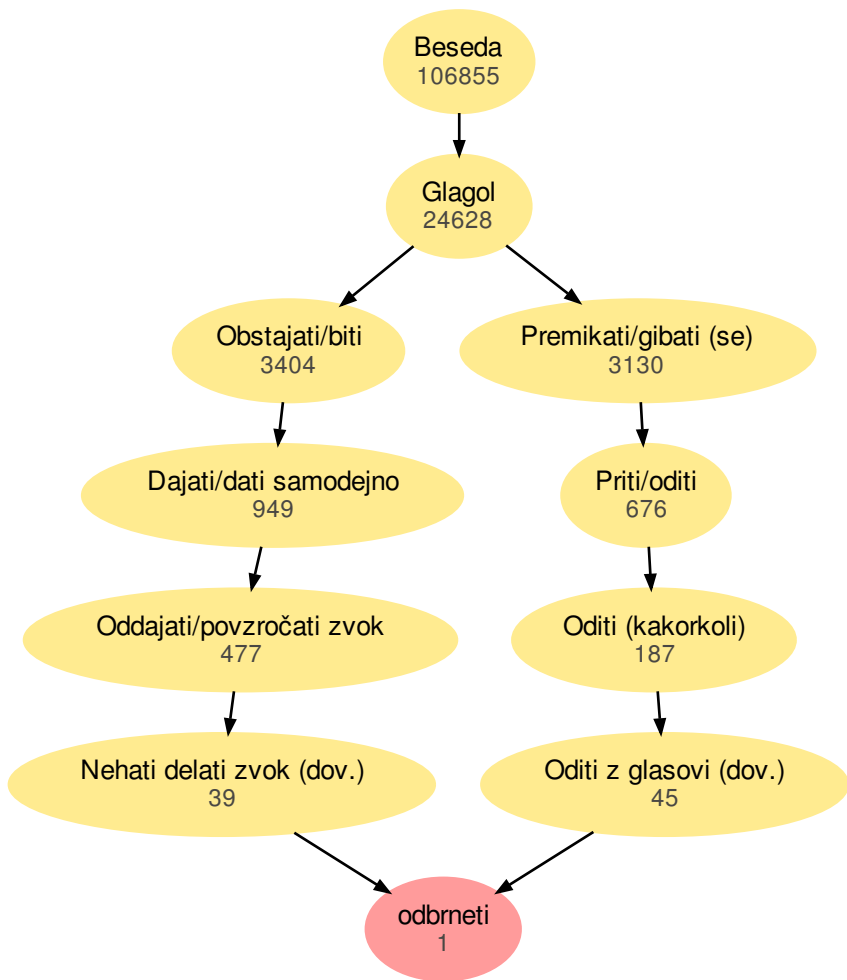 Beseda
106855
Glagol
24628
Obstajati/biti
3404
Premikati/gibati (se)
3130
Dajati/dati samodejno
949
Priti/oditi
676
Oddajati/povzročati zvok
477
Oditi (kakorkoli)
187
Nehati delati zvok (dov.)
39
Oditi z glasovi (dov.)
45
odbrneti
1